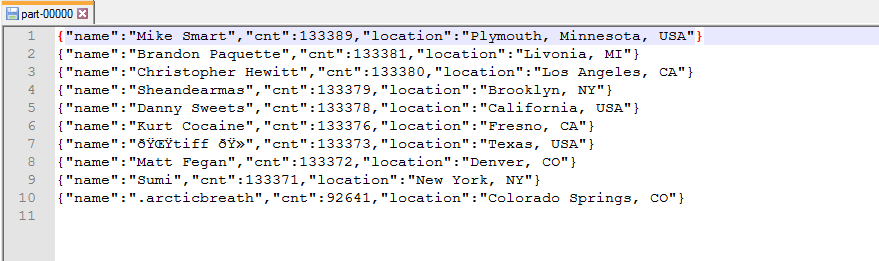 part-00000
1 {"name":"Mike Smart","cnt":133389,"location":"Plymouth, Minnesota, USA"}
2 {"name":"Brandon Paquette","cnt":133381,"location":"Livonia, MI"}
3 {"name":"Christopher Hewitt","cnt":133380,"location":"Los Angeles, CA"}
4 {"name":"Sheandearmas","cnt":133379,"location":"Brooklyn, NY"}
5 {"name":"Danny Sweets","cnt":133378,"location":"California, USA"}
6 {"name":"Kurt Cocaine","cnt":133376,"location":"Fresno, CA"}
7 {"name":"ðŸŒŸtiff ðŸ»","cnt":133373,"location":"Texas, USA"}
8 {"name":"Matt Fegan","cnt":133372,"location":"Denver, CO"}
9 {"name":"Sumi","cnt":133371,"location":"New York, NY"}
10 {"name":".arcticbreath","cnt":92641,"location":"Colorado Springs, CO"}
11